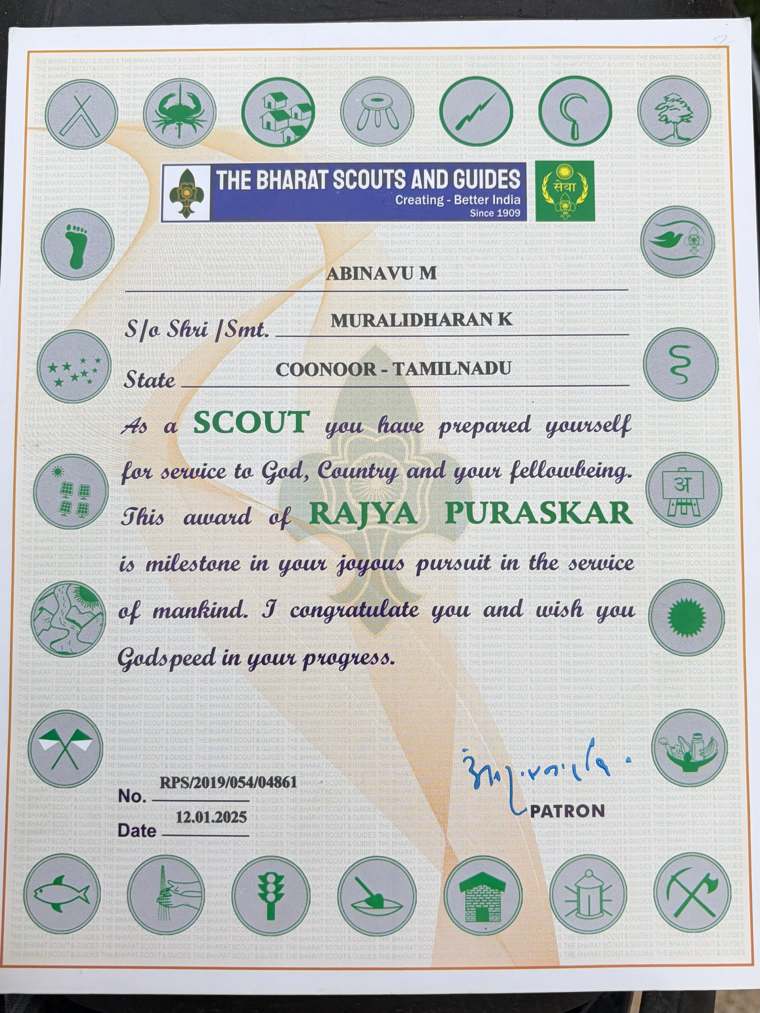 THE BHARAT SCOUTS AND GUIDES
Creating - Better India
Since 1909
सेवा
ABINAVU M
S/o Shri /Smt. MURALIDHARAN K
State COONOOR - TAMILNADU
As a SCOUT you have prepared yourself
for service to God, Country and your fellowbeing.
This award of RAJYA PURASKAR
is milestone in your joyous pursuit in the service
of mankind. I congratulate you and wish you
Godspeed in your progress.
अ
No. RPS/2019/054/04861
Date 12.01.2025
PATRON